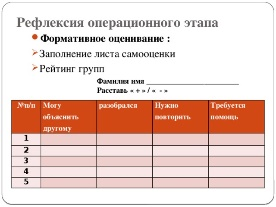 Рефлексия операционного этапа
Формативное оценивание :
Заполнение листа самооценки
Рейтинг групп
Фамилия имя ____________________
Расставь « + » / « - »
№п/п Могу объяснить другому разобрался Нужно повторить Требуется помощь
1
2
3
4
5